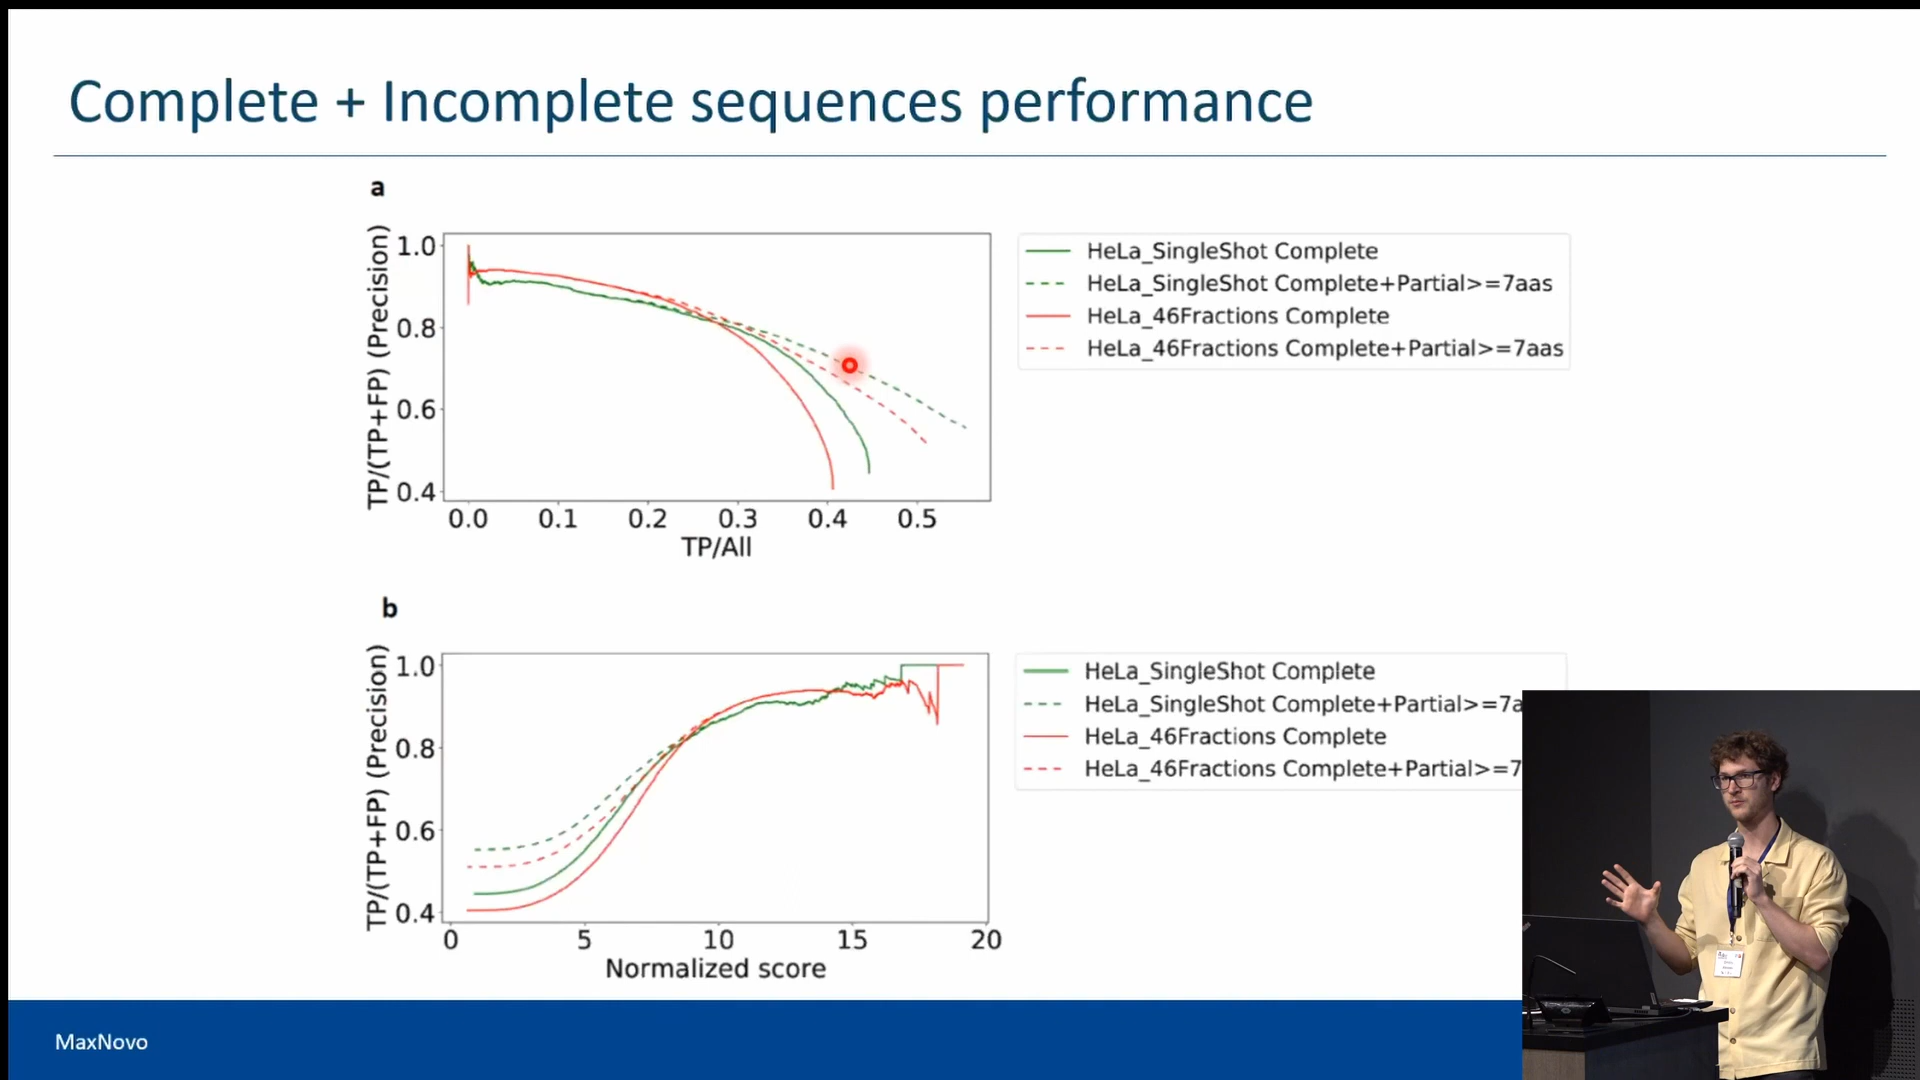 Complete + Incomplete sequences performance
a
TP/(TP+FP) (Precision)
1.0
0.8
0.6
0.4
0.0 0.1 0.2 0.3 0.4 0.5
TP/All
HeLa_SingleShot Complete
HeLa_SingleShot Complete+Partial>=7aas
HeLa_46Fractions Complete
HeLa_46Fractions Complete+Partial>=7aas
b
TP/(TP+FP) (Precision)
1.0
0.8
0.6
0.4
0 5 10 15 20
Normalized score
HeLa_SingleShot Complete
HeLa_SingleShot Complete+Partial>=7a
HeLa_46Fractions Complete
HeLa_46Fractions Complete+Partial>=7
MaxNovo